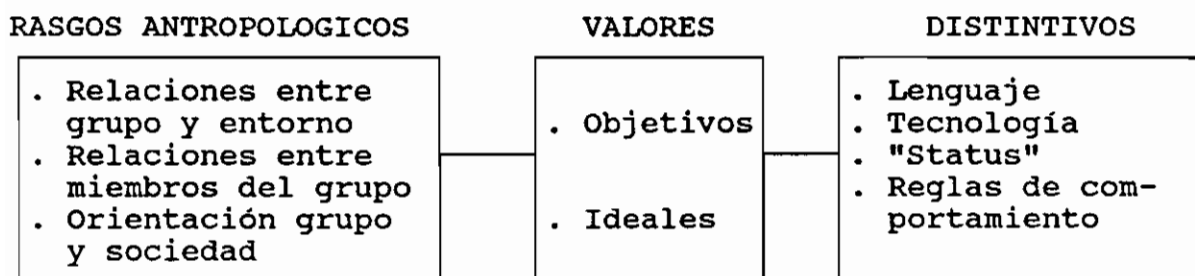 RASGOS ANTROPOLOGICOS
. Relaciones entre
grupo y entorno
. Relaciones entre
miembros del grupo
. Orientación grupo
y sociedad
VALORES
. Objetivos
. Ideales
DISTINTIVOS
. Lenguaje
. Tecnología
. "Status"
. Reglas de com-
portamiento